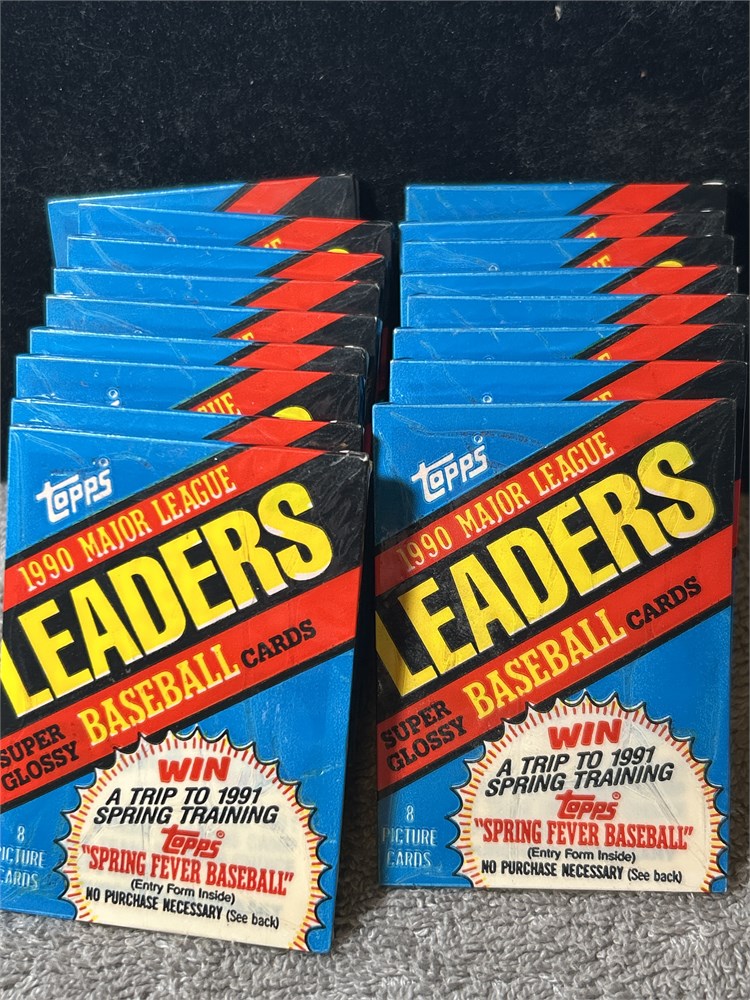 topps
1990 MAJOR LEAGUE
LEADERS
SUPER
GLOSSY
BASEBALL CARDS
WIN
A TRIP TO 1991
SPRING TRAINING
topps
"SPRING FEVER BASEBALL"
(Entry Form Inside)
NO PURCHASE NECESSARY (See back)
8
PICTURE
CARDS
topps
1990 MAJOR LEAGUE
LEADERS
SUPER
GLOSSY
BASEBALL CARDS
WIN
A TRIP TO 1991
SPRING TRAINING
topps
"SPRING FEVER BASEBALL"
(Entry Form Inside)
NO PURCHASE NECESSARY (See back)
8
PICTURE
CARDS